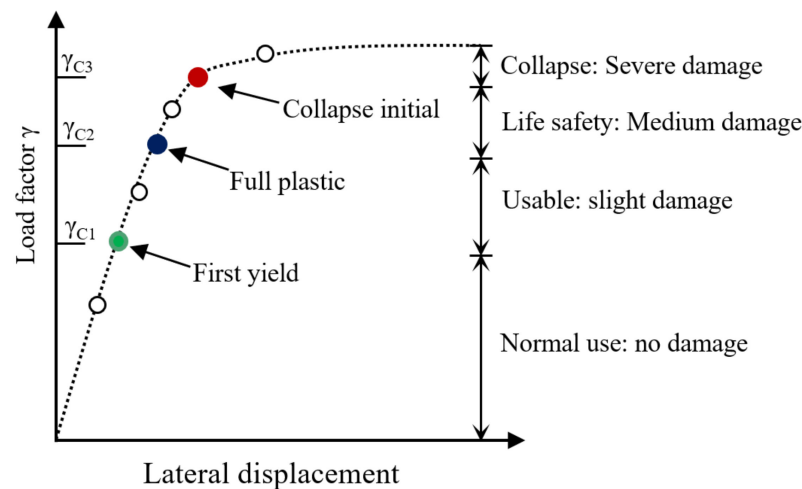 γC3
Collapse: Severe damage
Collapse initial
Life safety: Medium damage
γC2
Full plastic
Usable: slight damage
Load factor γ
γC1
First yield
Normal use: no damage
Lateral displacement